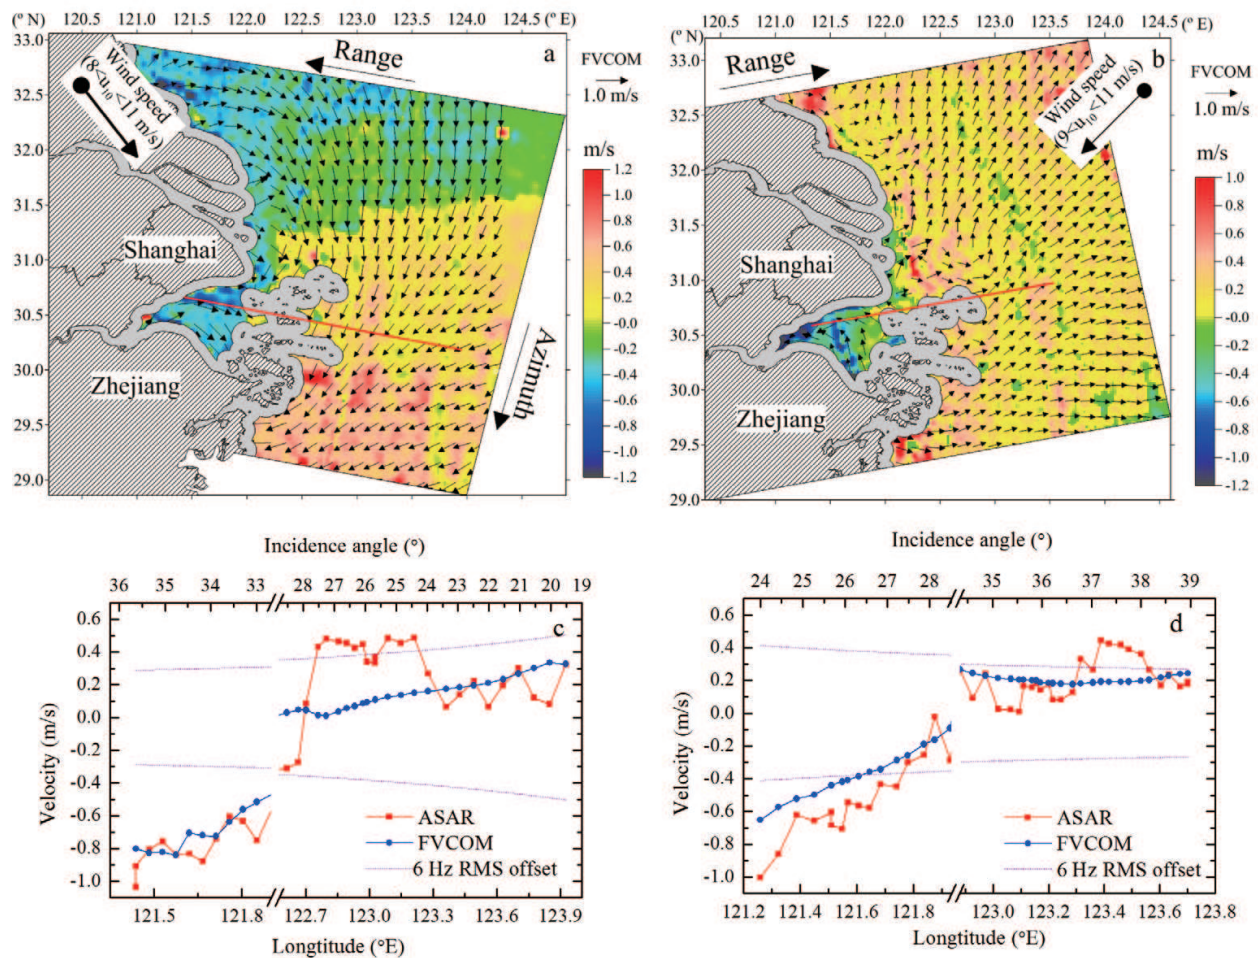 120.5 121.0 121.5 122.0 122.5 123.0 123.5 124.0 124.5 (° E)
(° N)
33.0
32.5
32.0
31.5
31.0
30.5
30.0
29.5
29.0
a
Range
Wind speed
(8<u10 <11 m/s)
Shanghai
Zhejiang
Azimuth
FVCOM
1.0 m/s
m/s
1.2
1.0
0.8
0.6
0.4
0.2
-0.0
-0.2
-0.4
-0.6
-0.8
-1.0
-1.2
120.5 121.0 121.5 122.0 122.5 123.0 123.5 124.0 124.5 (° E)
(° N)
33.0
32.5
32.0
31.5
31.0
30.5
30.0
29.5
29.0
b
Range
Wind speed
(9<u10 <11 m/s)
Shanghai
Zhejiang
FVCOM
1.0 m/s
m/s
1.0
0.8
0.6
0.4
0.2
-0.0
-0.2
-0.4
-0.6
-0.8
-1.0
-1.2
Incidence angle (°)
36 35 34 33 28 27 26 25 24 23 22 21 20 19
c
Velocity (m/s)
0.6
0.4
0.2
0.0
-0.2
-0.4
-0.6
-0.8
-1.0
ASAR
FVCOM
6 Hz RMS offset
121.5 121.8 122.7 123.0 123.3 123.6 123.9
Longtitude (°E)
Incidence angle (°)
24 25 26 27 28 35 36 37 38 39
d
Velocity (m/s)
0.6
0.4
0.2
0.0
-0.2
-0.4
-0.6
-0.8
-1.0
ASAR
FVCOM
6 Hz RMS offset
121.2 121.4 121.6 121.8 123.0 123.2 123.4 123.6 123.8
Longtitude (°E)